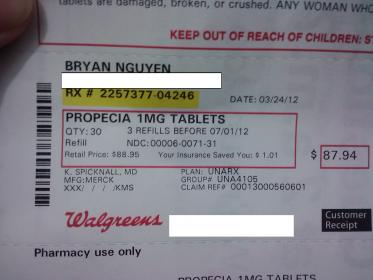 tablets are damaged, broken, or crushed. ANY WOMAN WHO
KEEP OUT OF REACH OF CHILDREN: S
BRYAN NGUYEN
RX # 2257377-04246
DATE: 03/24/12
PROPECIA 1MG TABLETS
QTY: 30 3 REFILLS BEFORE 07/01/12
Refill NDC:00006-0071-31
Retail Price: $88.95 Your Insurance Saved You: $ 1.01
$ 87.94
K. SPICKNALL, MD PLAN: UNARX
MFG:MERCK GROUP# UNA4105
XXX/ / / /KMS CLAIM REF# 00013000560601
Walgreens
Customer
Receipt
Pharmacy use only
PROPECIA 1MG TABLETS